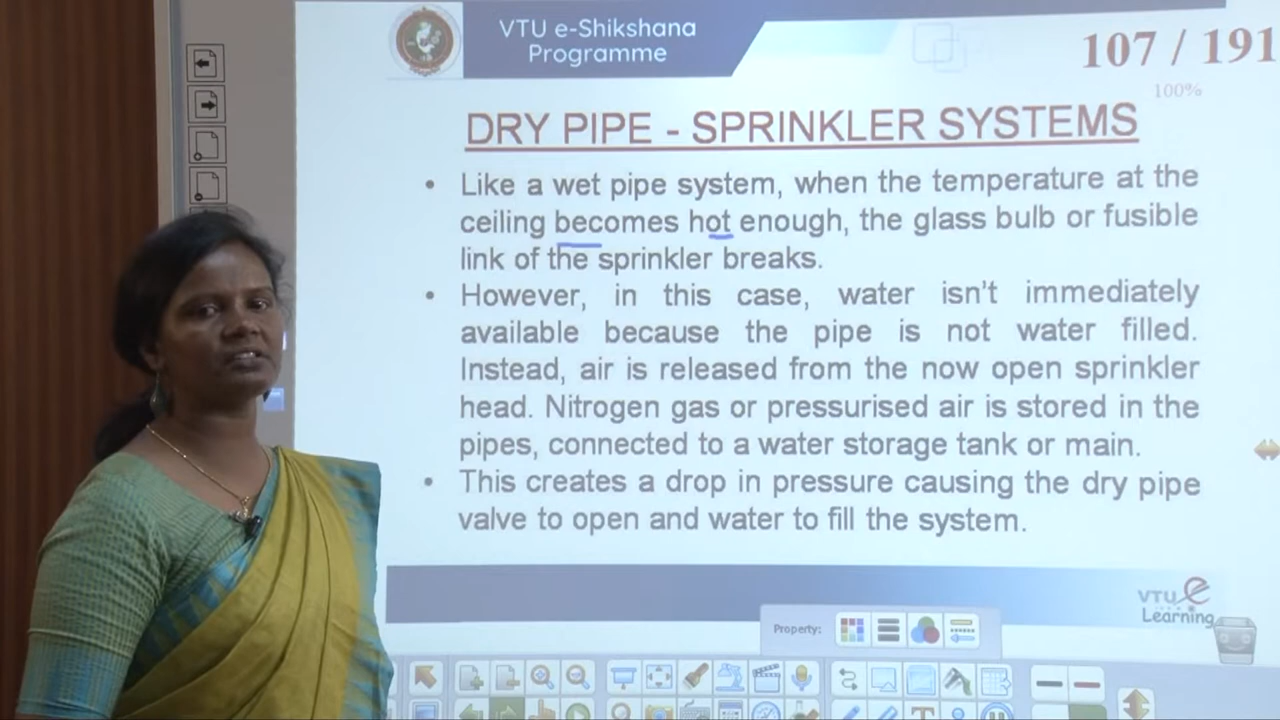 VTU e-Shikshana
Programme
107 / 191
100%
DRY PIPE - SPRINKLER SYSTEMS
• Like a wet pipe system, when the temperature at the
ceiling becomes hot enough, the glass bulb or fusible
link of the sprinkler breaks.
• However, in this case, water isn't immediately
available because the pipe is not water filled.
Instead, air is released from the now open sprinkler
head. Nitrogen gas or pressurised air is stored in the
pipes, connected to a water storage tank or main.
• This creates a drop in pressure causing the dry pipe
valve to open and water to fill the system.
VTU e
Learning
Property: